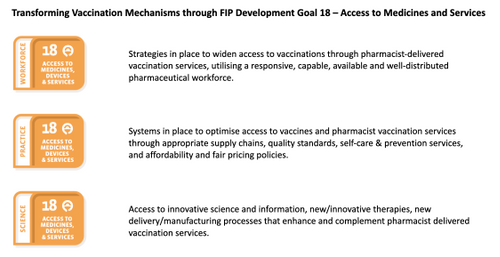 Transforming Vaccination Mechanisms through FIP Development Goal 18 – Access to Medicines and Services
WORKFORCE
18
ACCESS TO
MEDICINES,
DEVICES
& SERVICES
Strategies in place to widen access to vaccinations through pharmacist-delivered
vaccination services, utilising a responsive, capable, available and well-distributed
pharmaceutical workforce.
PRACTICE
18
ACCESS TO
MEDICINES,
DEVICES
& SERVICES
Systems in place to optimise access to vaccines and pharmacist vaccination services
through appropriate supply chains, quality standards, self-care & prevention services,
and affordability and fair pricing policies.
SCIENCE
18
ACCESS TO
MEDICINES,
DEVICES
& SERVICES
Access to innovative science and information, new/innovative therapies, new
delivery/manufacturing processes that enhance and complement pharmacist delivered
vaccination services.